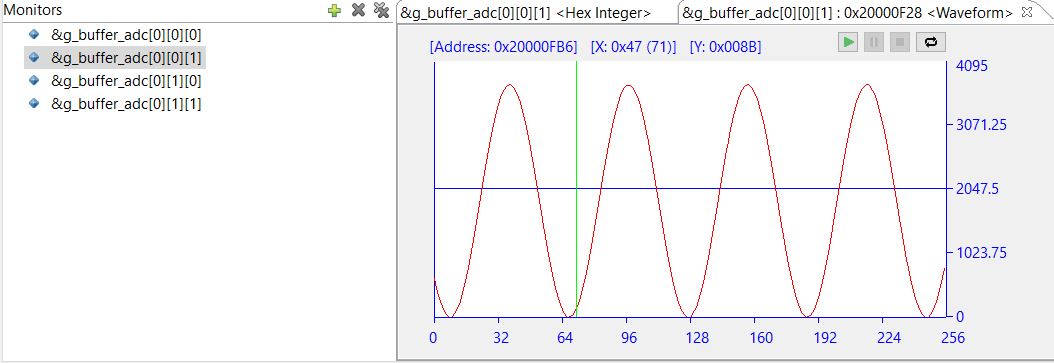 Monitors
&g_buffer_adc[0][0][0]
&g_buffer_adc[0][0][1]
&g_buffer_adc[0][1][0]
&g_buffer_adc[0][1][1]
&g_buffer_adc[0][0][1] <Hex Integer>
&g_buffer_adc[0][0][1] : 0x20000F28 <Waveform>
[Address: 0x20000FB6] [X: 0x47 (71)] [Y: 0x008B]
4095
3071.25
2047.5
1023.75
0
0 32 64 96 128 160 192 224 256